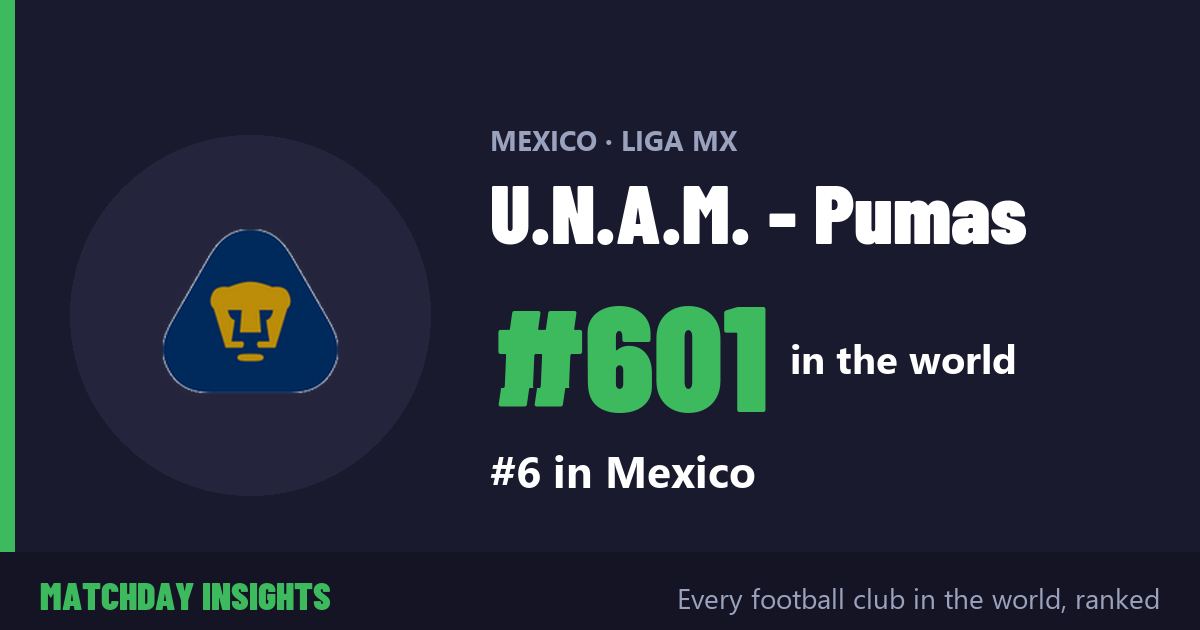 MEXICO · LIGA MX
U.N.A.M. - Pumas
#601 in the world
#6 in Mexico
MATCHDAY INSIGHTS
Every football club in the world, ranked